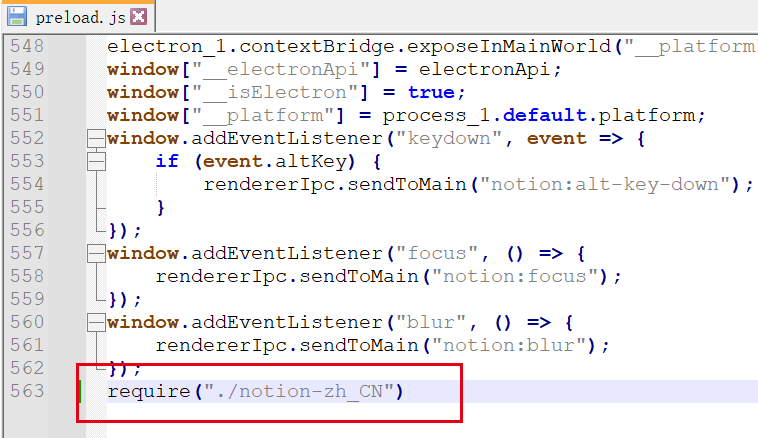 preload.js
548 electron_1.contextBridge.exposeInMainWorld("__platform
549 window["__electronApi"] = electronApi;
550 window["__isElectron"] = true;
551 window["__platform"] = process_1.default.platform;
552 window.addEventListener("keydown", event => {
553     if (event.altKey) {
554         rendererIpc.sendToMain("notion:alt-key-down");
555     }
556 });
557 window.addEventListener("focus", () => {
558     rendererIpc.sendToMain("notion:focus");
559 });
560 window.addEventListener("blur", () => {
561     rendererIpc.sendToMain("notion:blur");
562 });
563 require("./notion-zh_CN")